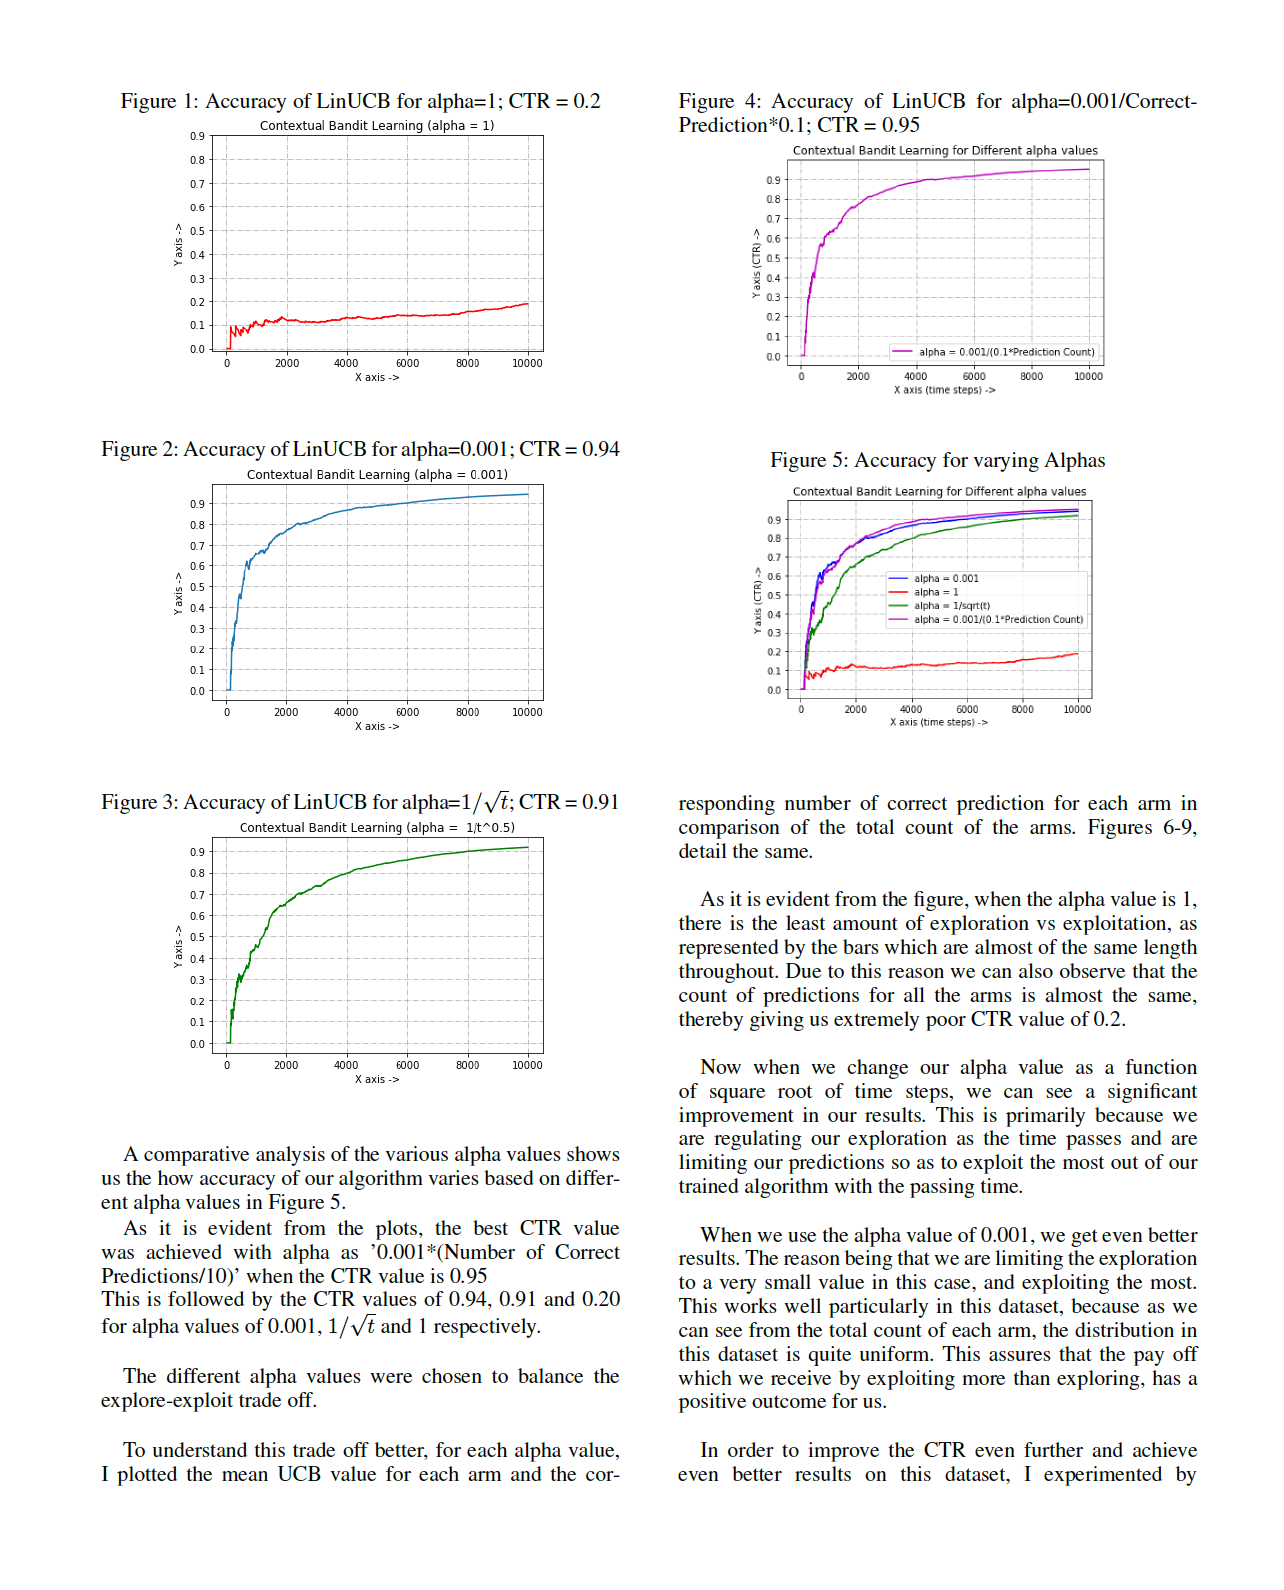 Figure 1: Accuracy of LinUCB for alpha=1; CTR = 0.2
Contextual Bandit Learning (alpha = 1)
0.9
0.8
0.7
0.6
0.5
0.4
0.3
0.2
0.1
0.0
Y axis ->
0 2000 4000 6000 8000 10000
X axis ->
Figure 2: Accuracy of LinUCB for alpha=0.001; CTR = 0.94
Contextual Bandit Learning (alpha = 0.001)
0.9
0.8
0.7
0.6
0.5
0.4
0.3
0.2
0.1
0.0
Y axis ->
0 2000 4000 6000 8000 10000
X axis ->
Figure 3: Accuracy of LinUCB for alpha=1/√t; CTR = 0.91
Contextual Bandit Learning (alpha = 1/t^0.5)
0.9
0.8
0.7
0.6
0.5
0.4
0.3
0.2
0.1
0.0
Y axis ->
0 2000 4000 6000 8000 10000
X axis ->
A comparative analysis of the various alpha values shows
us the how accuracy of our algorithm varies based on differ-
ent alpha values in Figure 5.
As it is evident from the plots, the best CTR value
was achieved with alpha as ’0.001*(Number of Correct
Predictions/10)’ when the CTR value is 0.95
This is followed by the CTR values of 0.94, 0.91 and 0.20
for alpha values of 0.001, 1/√t and 1 respectively.
The different alpha values were chosen to balance the
explore-exploit trade off.
To understand this trade off better, for each alpha value,
I plotted the mean UCB value for each arm and the cor-
Figure 4: Accuracy of LinUCB for alpha=0.001/Correct-
Prediction*0.1; CTR = 0.95
Contextual Bandit Learning for Different alpha values
0.9
0.8
0.7
0.6
0.5
0.4
0.3
0.2
0.1
0.0
Y axis (CTR) ->
alpha = 0.001/(0.1*Prediction Count)
0 2000 4000 6000 8000 10000
X axis (time steps) ->
Figure 5: Accuracy for varying Alphas
Contextual Bandit Learning for Different alpha values
0.9
0.8
0.7
0.6
0.5
0.4
0.3
0.2
0.1
0.0
Y axis (CTR) ->
alpha = 0.001
alpha = 1
alpha = 1/sqrt(t)
alpha = 0.001/(0.1*Prediction Count)
0 2000 4000 6000 8000 10000
X axis (time steps) ->
responding number of correct prediction for each arm in
comparison of the total count of the arms. Figures 6-9,
detail the same.
As it is evident from the figure, when the alpha value is 1,
there is the least amount of exploration vs exploitation, as
represented by the bars which are almost of the same length
throughout. Due to this reason we can also observe that the
count of predictions for all the arms is almost the same,
thereby giving us extremely poor CTR value of 0.2.
Now when we change our alpha value as a function
of square root of time steps, we can see a significant
improvement in our results. This is primarily because we
are regulating our exploration as the time passes and are
limiting our predictions so as to exploit the most out of our
trained algorithm with the passing time.
When we use the alpha value of 0.001, we get even better
results. The reason being that we are limiting the exploration
to a very small value in this case, and exploiting the most.
This works well particularly in this dataset, because as we
can see from the total count of each arm, the distribution in
this dataset is quite uniform. This assures that the pay off
which we receive by exploiting more than exploring, has a
positive outcome for us.
In order to improve the CTR even further and achieve
even better results on this dataset, I experimented by